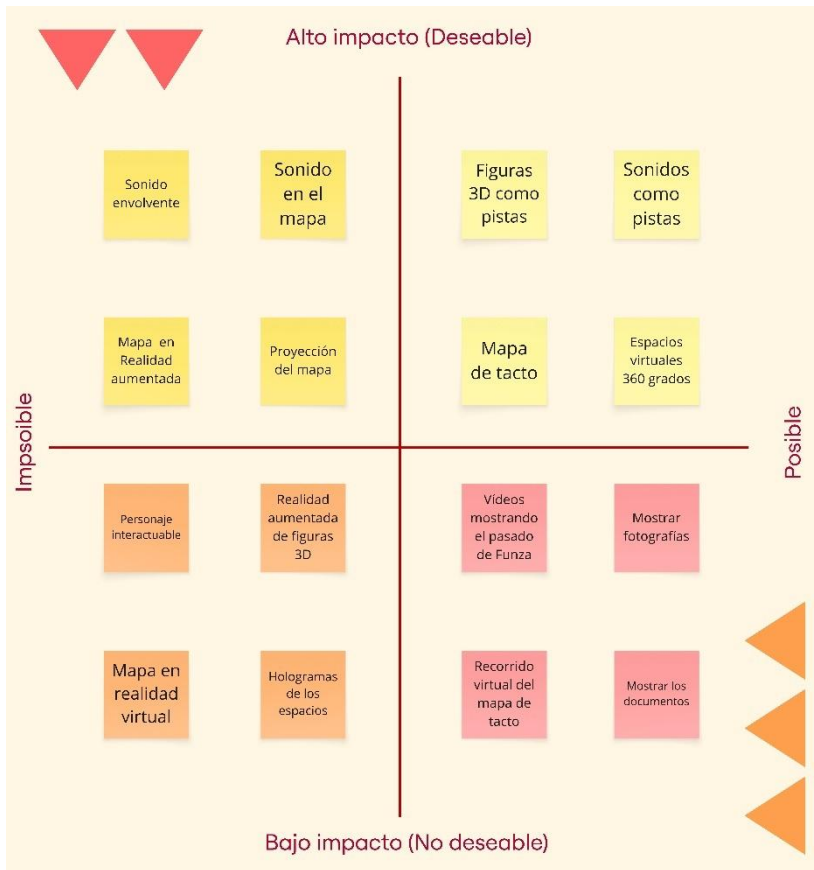 Alto impacto (Deseable)
Sonido
envolvente
Sonido
en el
mapa
Figuras
3D como
pistas
Sonidos
como
pistas
Mapa en
Realidad
aumentada
Proyección
del mapa
Mapa
de tacto
Espacios
virtuales
360 grados
Impsoible
Posible
Personaje
interactuable
Realidad
aumentada
de figuras
3D
Vídeos
mostrando
el pasado
de Funza
Mostrar
fotografías
Mapa en
realidad
virtual
Hologramas
de los
espacios
Recorrido
virtual del
mapa de
tacto
Mostrar los
documentos
Bajo impacto (No deseable)